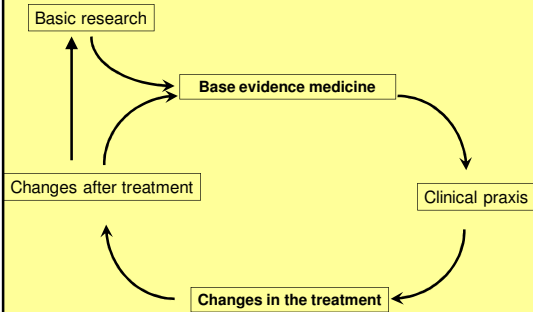 Basic research
Base evidence medicine
Changes after treatment
Clinical praxis
Changes in the treatment